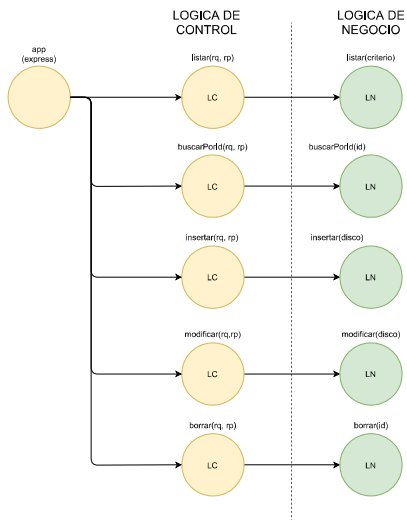 LOGICA DE
CONTROL
LOGICA DE
NEGOCIO
app
(express)
listar(rq, rp)
LC
listar(criterio)
LN
buscarPorId(rq, rp)
LC
buscarPorId(id)
LN
insertar(rq, rp)
LC
insertar(disco)
LN
modificar(rq,rp)
LC
modificar(disco)
LN
borrar(rq, rp)
LC
borrar(id)
LN